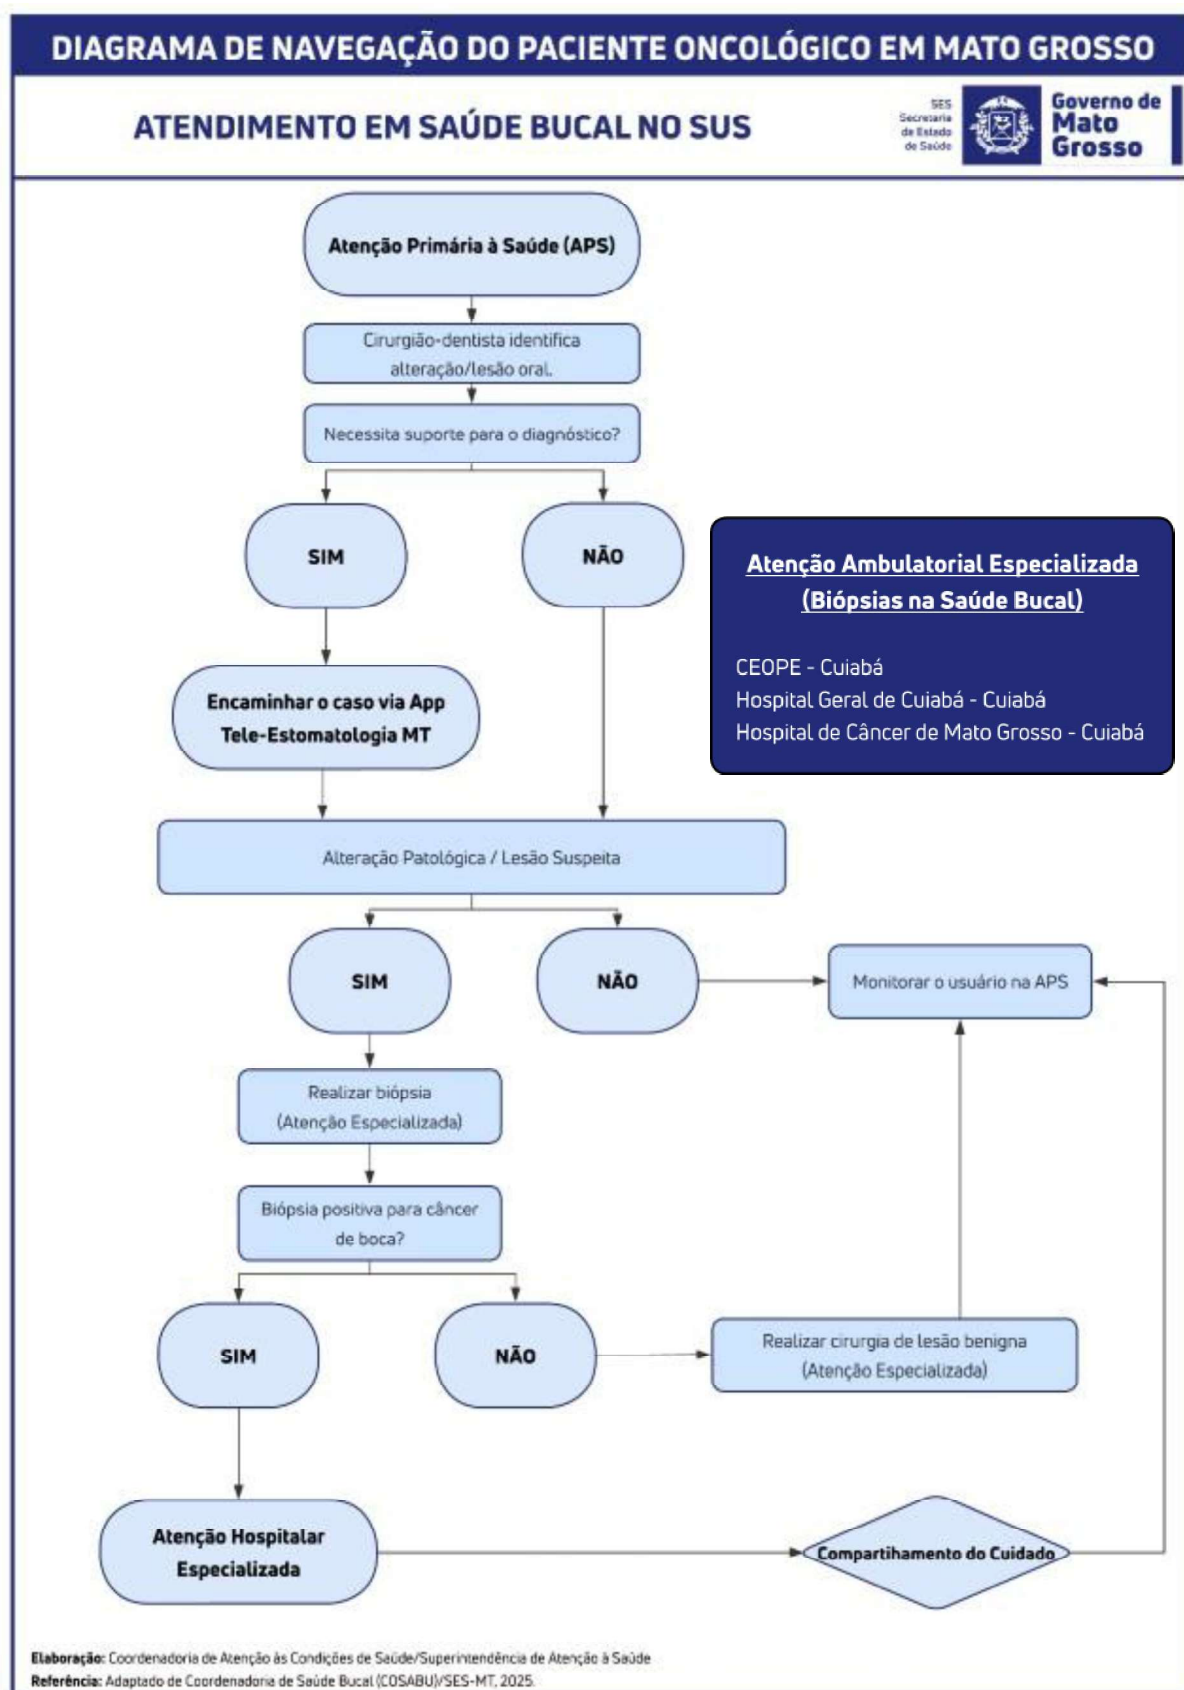 DIAGRAMA DE NAVEGAÇÃO DO PACIENTE ONCOLÓGICO EM MATO GROSSO
ATENDIMENTO EM SAÚDE BUCAL NO SUS
SES
Secretaria
de Estado
de Saúde
Governo de
Mato
Grosso
Atenção Primária à Saúde (APS)
Cirurgião-dentista identifica
alteração/lesão oral.
Necessita suporte para o diagnóstico?
SIM
NÃO
Atenção Ambulatorial Especializada
(Biópsias na Saúde Bucal)
CEOPE - Cuiabá
Hospital Geral de Cuiabá - Cuiabá
Hospital de Câncer de Mato Grosso - Cuiabá
Encaminhar o caso via App
Tele-Estomatologia MT
Alteração Patológica / Lesão Suspeita
SIM
NÃO
Monitorar o usuário na APS
Realizar biópsia
(Atenção Especializada)
Biópsia positiva para câncer
de boca?
SIM
NÃO
Realizar cirurgia de lesão benigna
(Atenção Especializada)
Atenção Hospitalar
Especializada
Compartihamento do Cuidado
Elaboração: Coordenadoria de Atenção às Condições de Saúde/Superintendência de Atenção à Saúde
Referência: Adaptado de Coordenadoria de Saúde Bucal (COSABU)/SES-MT, 2025.